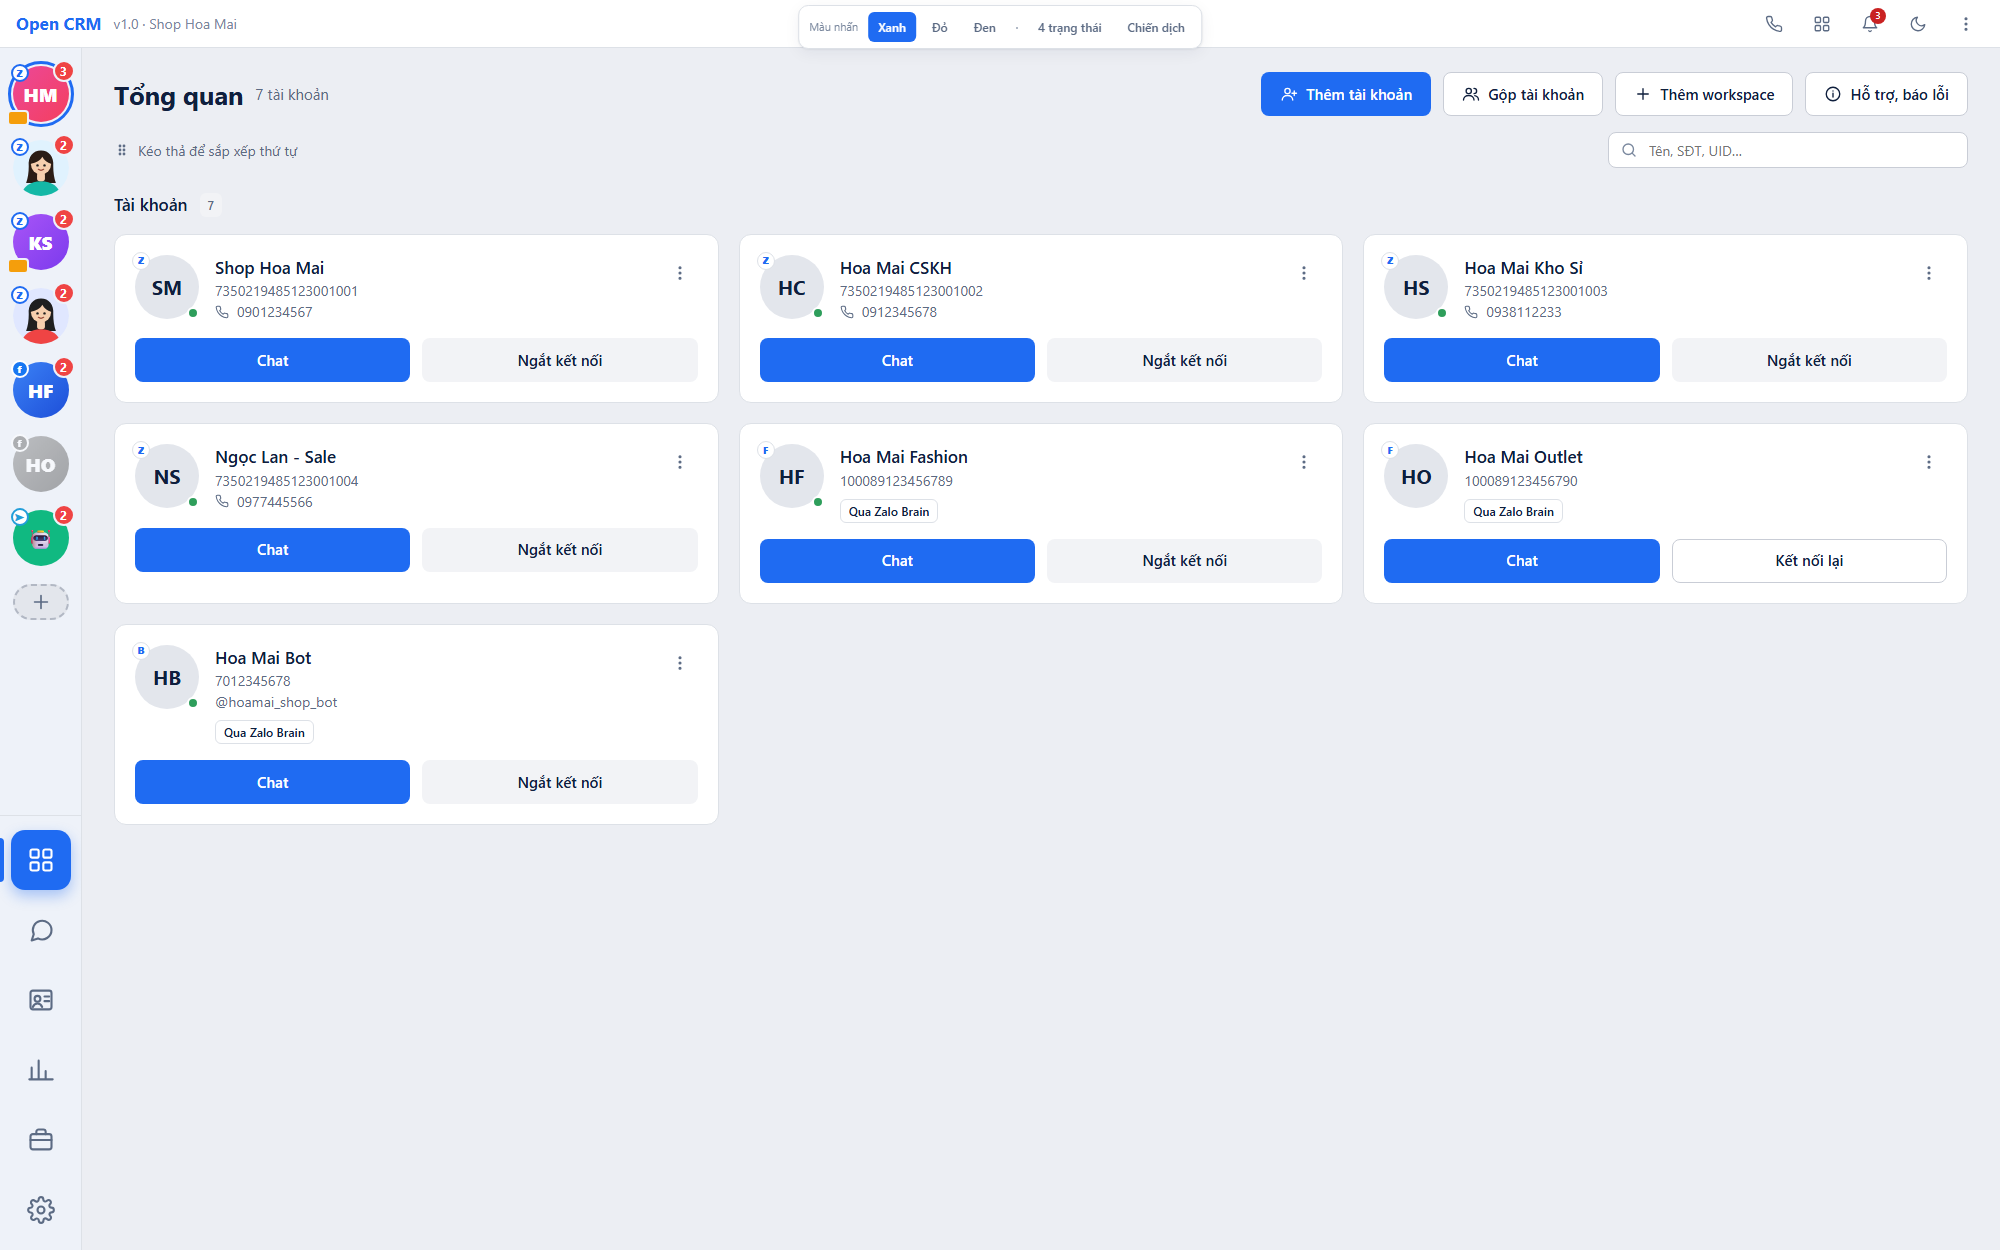 Open CRM v1.0 · Shop Hoa Mai
Màu nhấn Xanh Đỏ Đen · 4 trạng thái Chiến dịch
3
Z HM 3
Z 2
Z KS 2
Z 2
f HF 2
f HO
2
Tổng quan 7 tài khoản
Thêm tài khoản
Gộp tài khoản
Thêm workspace
Hỗ trợ, báo lỗi
Kéo thả để sắp xếp thứ tự
Tên, SĐT, UID...
Tài khoản 7
Z SM
Shop Hoa Mai
7350219485123001001
0901234567
Chat Ngắt kết nối
Z HC
Hoa Mai CSKH
7350219485123001002
0912345678
Chat Ngắt kết nối
Z HS
Hoa Mai Kho Sỉ
7350219485123001003
0938112233
Chat Ngắt kết nối
Z NS
Ngọc Lan - Sale
7350219485123001004
0977445566
Chat Ngắt kết nối
F HF
Hoa Mai Fashion
100089123456789
Qua Zalo Brain
Chat Ngắt kết nối
F HO
Hoa Mai Outlet
100089123456790
Qua Zalo Brain
Chat Kết nối lại
B HB
Hoa Mai Bot
7012345678
@hoamai_shop_bot
Qua Zalo Brain
Chat Ngắt kết nối